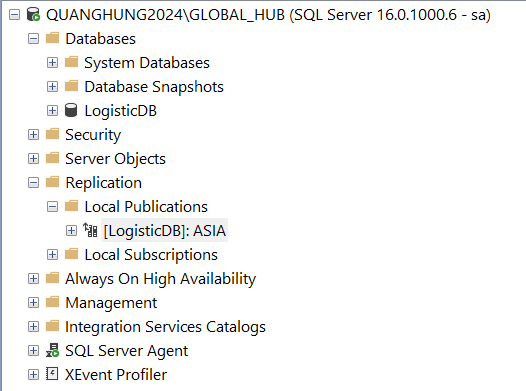 QUANGHUNG2024\GLOBAL_HUB (SQL Server 16.0.1000.6 - sa)
Databases
System Databases
Database Snapshots
LogisticDB
Security
Server Objects
Replication
Local Publications
[LogisticDB]: ASIA
Local Subscriptions
Always On High Availability
Management
Integration Services Catalogs
SQL Server Agent
XEvent Profiler